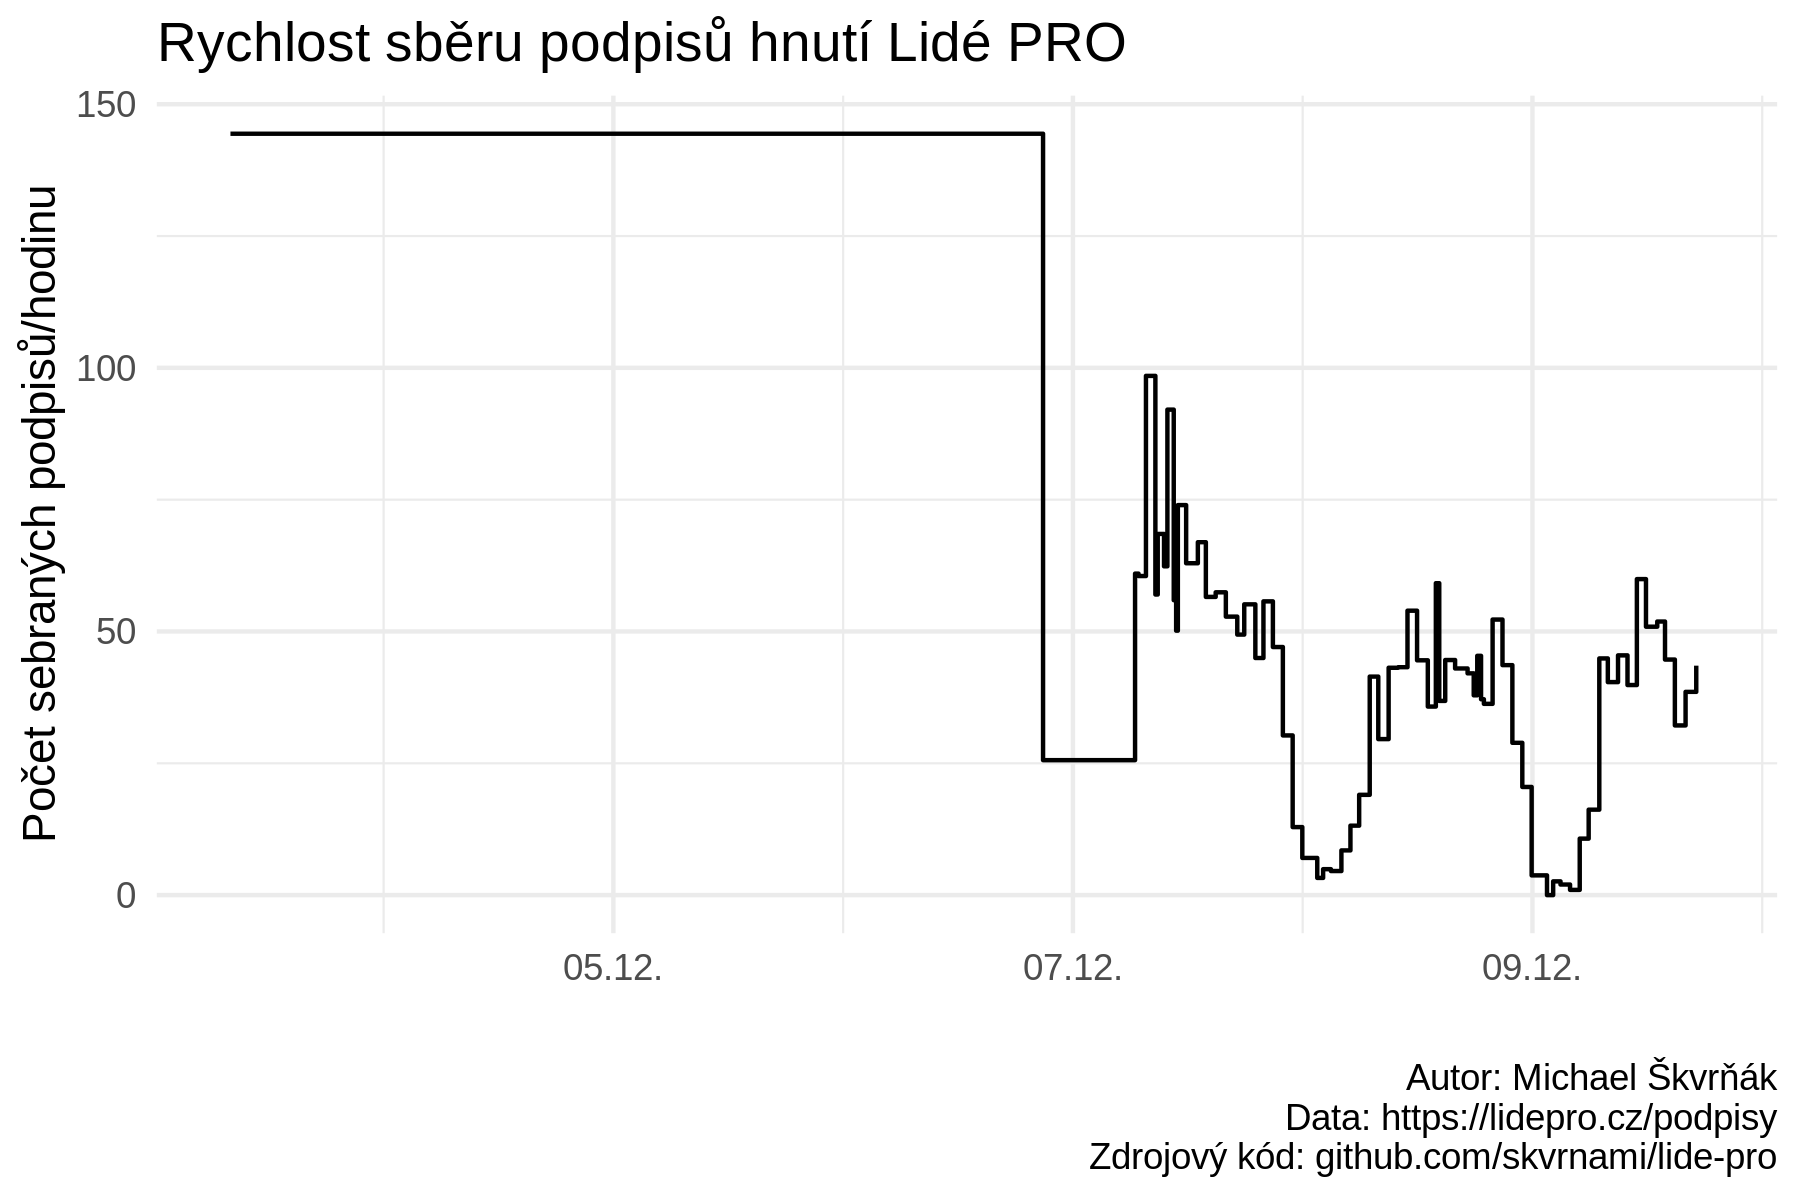 Rychlost sběru podpisů hnutí Lidé PRO
Počet sebraných podpisů/hodinu
150
100
50
0
05.12.
07.12.
09.12.
Autor: Michael Škvrňák
Data: https://lidepro.cz/podpisy
Zdrojový kód: github.com/skvrnami/lide-pro